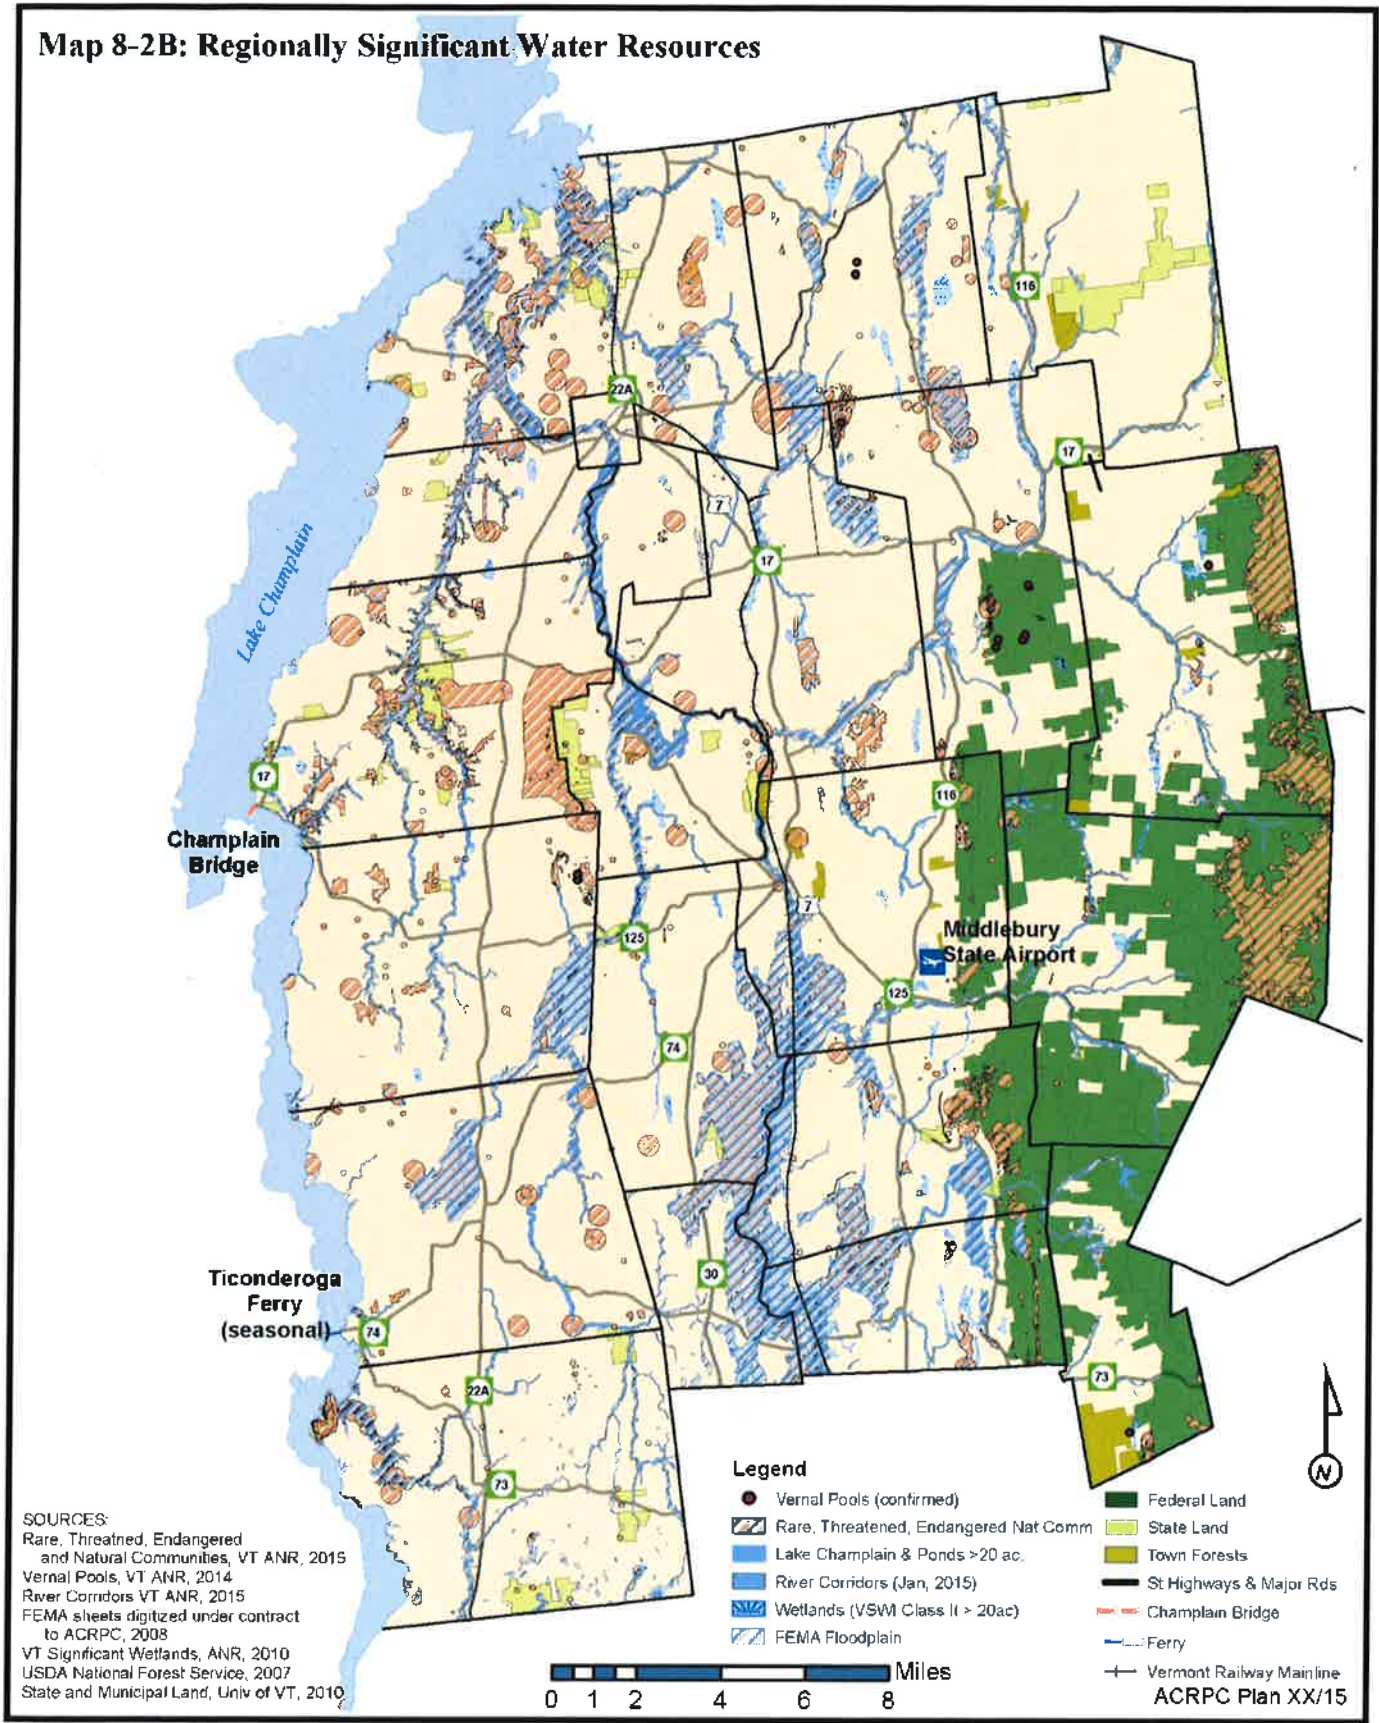 Map 8-2B: Regionally Significant Water Resources
116
22A
17
7
17
Lake Champlain
17
116
Champlain
Bridge
7
125
Middlebury
State Airport
125
74
30
Ticonderoga
Ferry
(seasonal)
74
73
22A
73
N
Legend
Vernal Pools (confirmed)
Rare, Threatened, Endangered Nat Comm
Lake Champlain & Ponds >20 ac.
River Corridors (Jan, 2015)
Wetlands (VSWI Class II > 20ac)
FEMA Floodplain
Federal Land
State Land
Town Forests
St Highways & Major Rds
Champlain Bridge
Ferry
Vermont Railway Mainline
ACRPC Plan XX/15
Miles
0 1 2 4 6 8
SOURCES:
Rare, Threatned, Endangered
and Natural Communities, VT ANR, 2015
Vernal Pools, VT ANR, 2014
River Corridors VT ANR, 2015
FEMA sheets digitized under contract
to ACRPC, 2008
VT Significant Wetlands, ANR, 2010
USDA National Forest Service, 2007
State and Municipal Land, Univ of VT, 2010